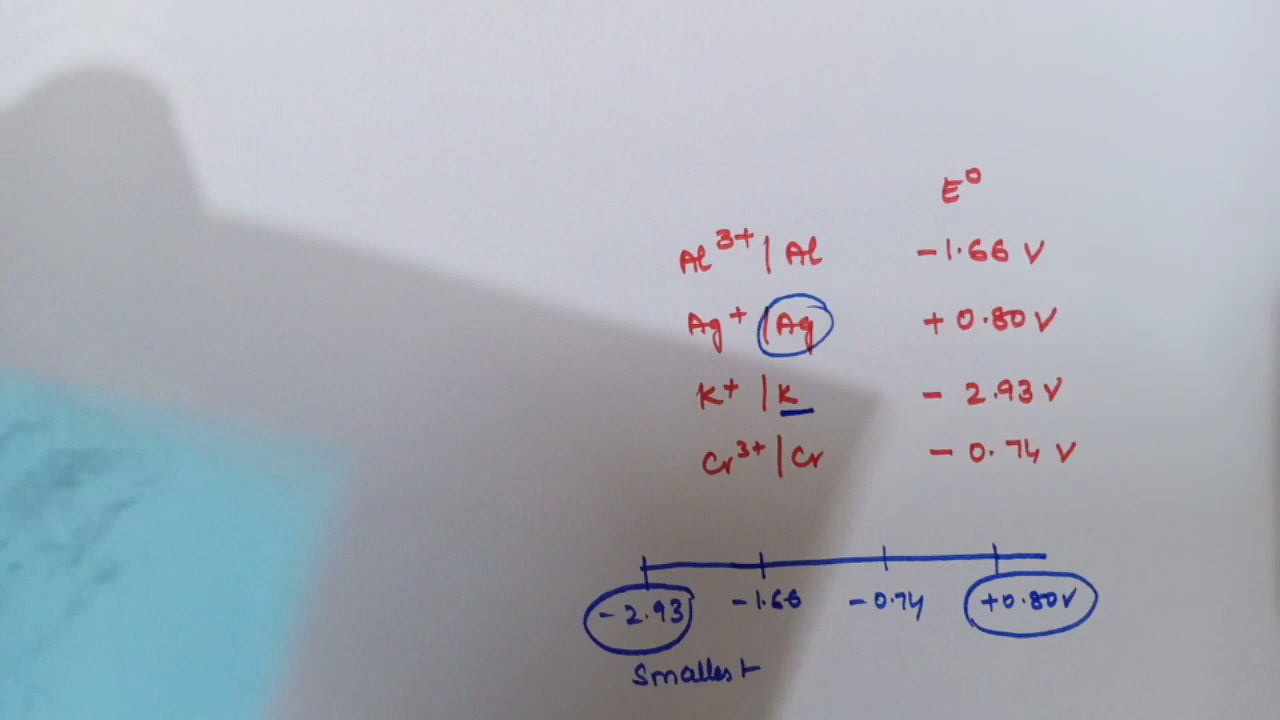 E⁰
Al³⁺ | Al -1.66 V
Ag⁺ | Ag +0.80 V
K⁺ | K - 2.93 V
Cr³⁺ | Cr - 0.74 V
-2.93 -1.66 -0.74 +0.80V
Smallest